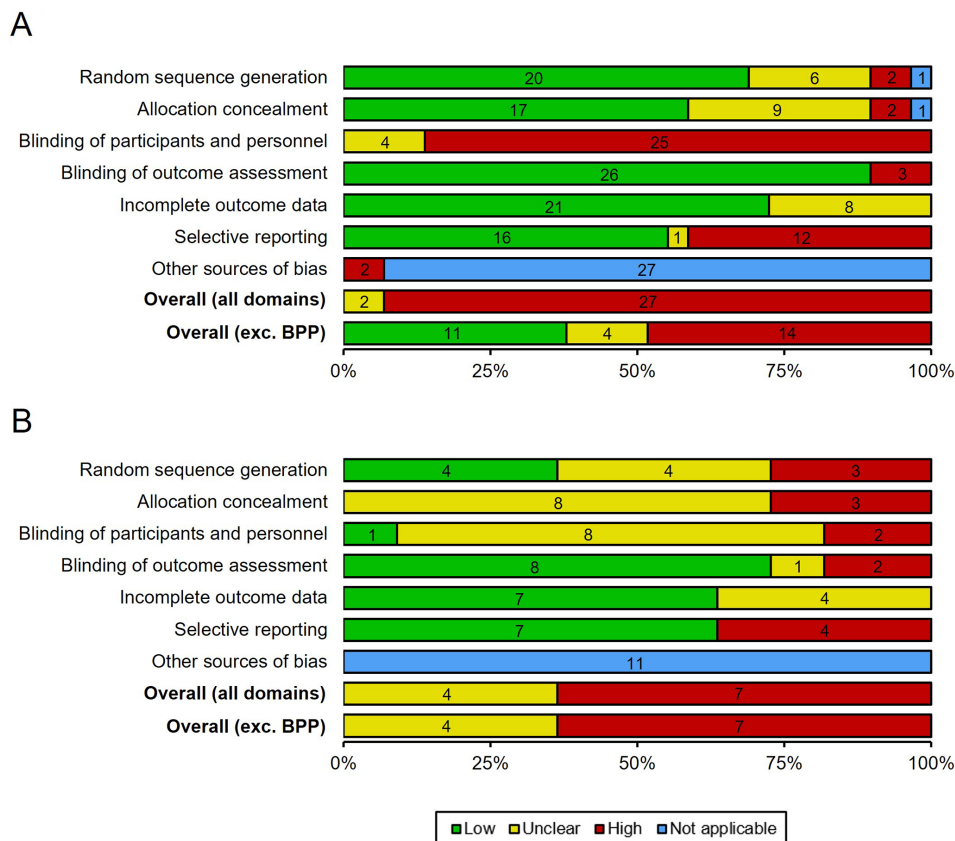 A
Random sequence generation 20 6 2 1
Allocation concealment 17 9 2 1
Blinding of participants and personnel 4 25
Blinding of outcome assessment 26 3
Incomplete outcome data 21 8
Selective reporting 16 1 12
Other sources of bias 2 27
Overall (all domains) 2 27
Overall (exc. BPP) 11 4 14
0% 25% 50% 75% 100%
B
Random sequence generation 4 4 3
Allocation concealment 8 3
Blinding of participants and personnel 1 8 2
Blinding of outcome assessment 8 1 2
Incomplete outcome data 7 4
Selective reporting 7 4
Other sources of bias 11
Overall (all domains) 4 7
Overall (exc. BPP) 4 7
0% 25% 50% 75% 100%
Low Unclear High Not applicable